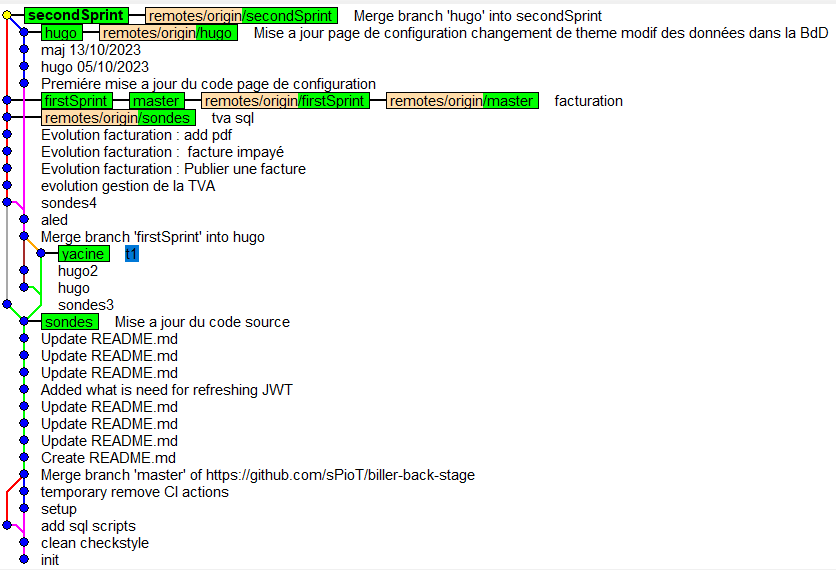 secondSprint remotes/origin/secondSprint Merge branch 'hugo' into secondSprint
hugo remotes/origin/hugo Mise a jour page de configuration changement de theme modif des données dans la BdD
maj 13/10/2023
hugo 05/10/2023
Premiére mise a jour du code page de configuration
firstSprint master remotes/origin/firstSprint remotes/origin/master facturation
remotes/origin/sondes tva sql
Evolution facturation : add pdf
Evolution facturation :  facture impayé
Evolution facturation : Publier une facture
evolution gestion de la TVA
sondes4
aled
Merge branch 'firstSprint' into hugo
yacine t1
hugo2
hugo
sondes3
sondes Mise a jour du code source
Update README.md
Update README.md
Update README.md
Added what is need for refreshing JWT
Update README.md
Update README.md
Update README.md
Create README.md
Merge branch 'master' of https://github.com/sPioT/biller-back-stage
temporary remove CI actions
setup
add sql scripts
clean checkstyle
init